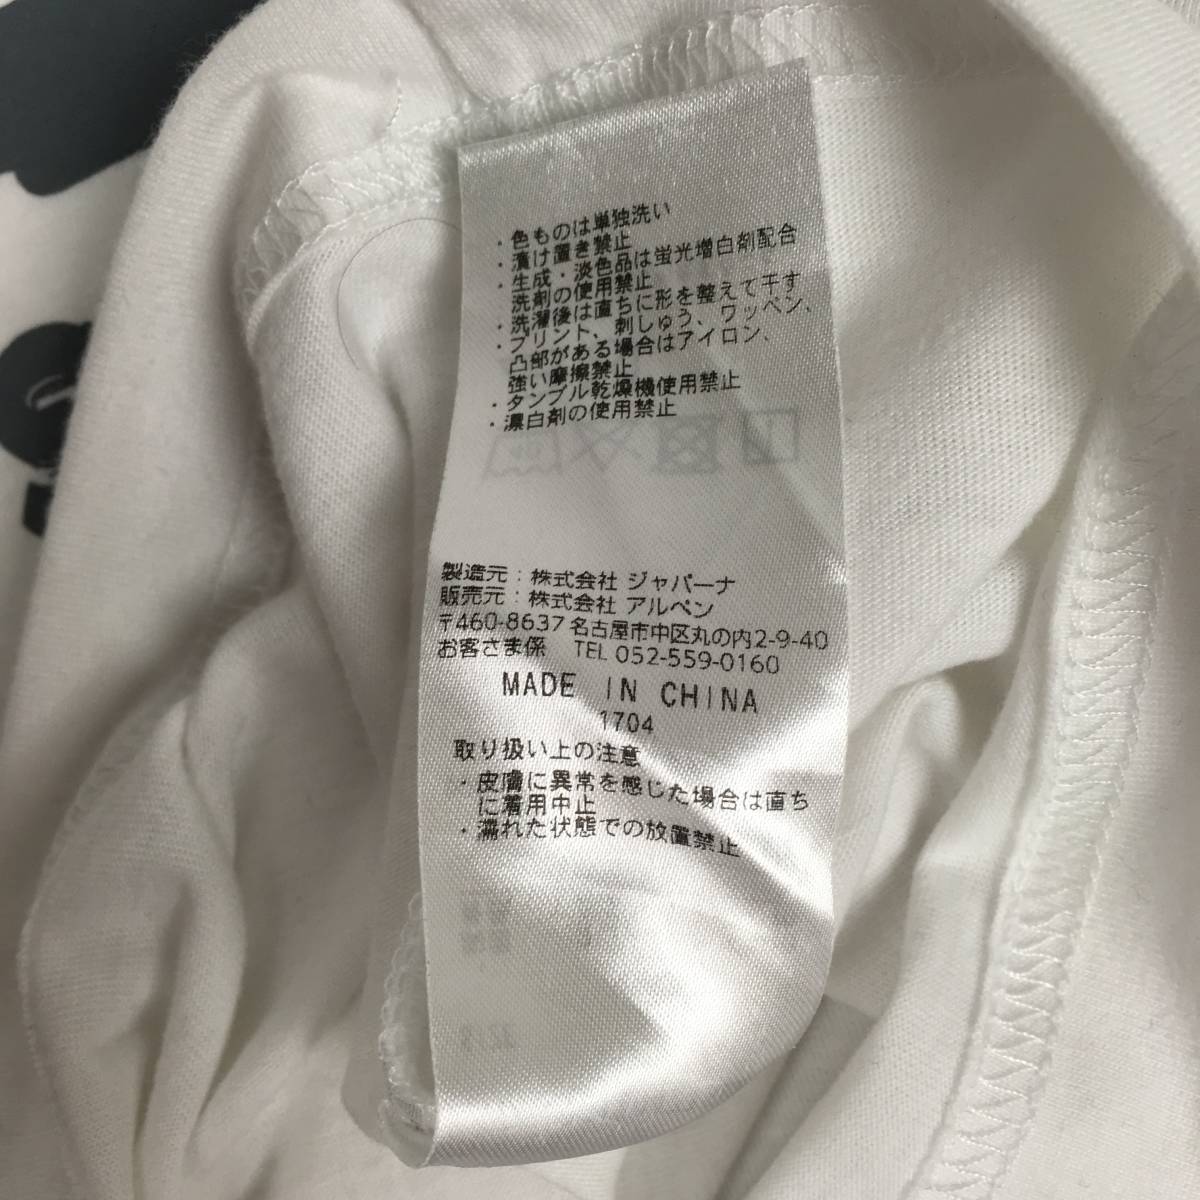 ・色ものは単独洗い
・漬け置き禁止
・生成・淡色品は蛍光増白剤配合
洗剤の使用禁止
・洗濯後は直ちに形を整えて干す
・プリント、刺しゅう、ワッペン、
凸部がある場合はアイロン、
強い摩擦禁止
・タンブル乾燥機使用禁止
・漂白剤の使用禁止
製造元：株式会社 ジャパーナ
販売元：株式会社 アルペン
〒460-8637 名古屋市中区丸の内2-9-40
お客さま係 TEL 052-559-0160
MADE IN CHINA
1704
取り扱い上の注意
・皮膚に異常を感じた場合は直ち
に着用中止
・濡れた状態での放置禁止